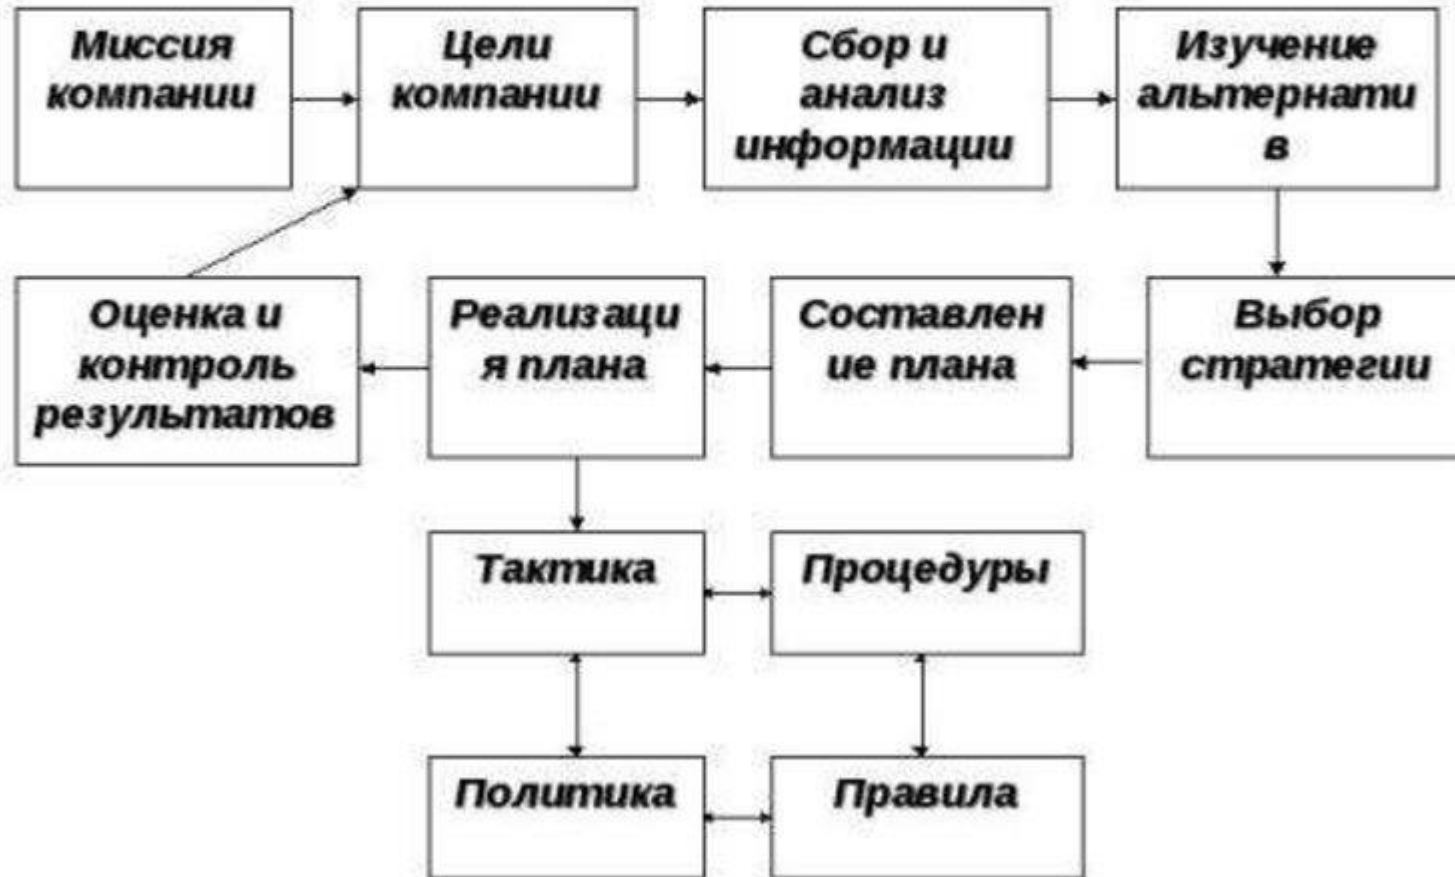 Миссия
компании
Цели
компании
Сбор и
анализ
информации
Изучение
альтернати
в
Оценка и
контроль
результатов
Реализаци
я плана
Составлен
ие плана
Выбор
стратегии
Тактика
Процедуры
Политика
Правила